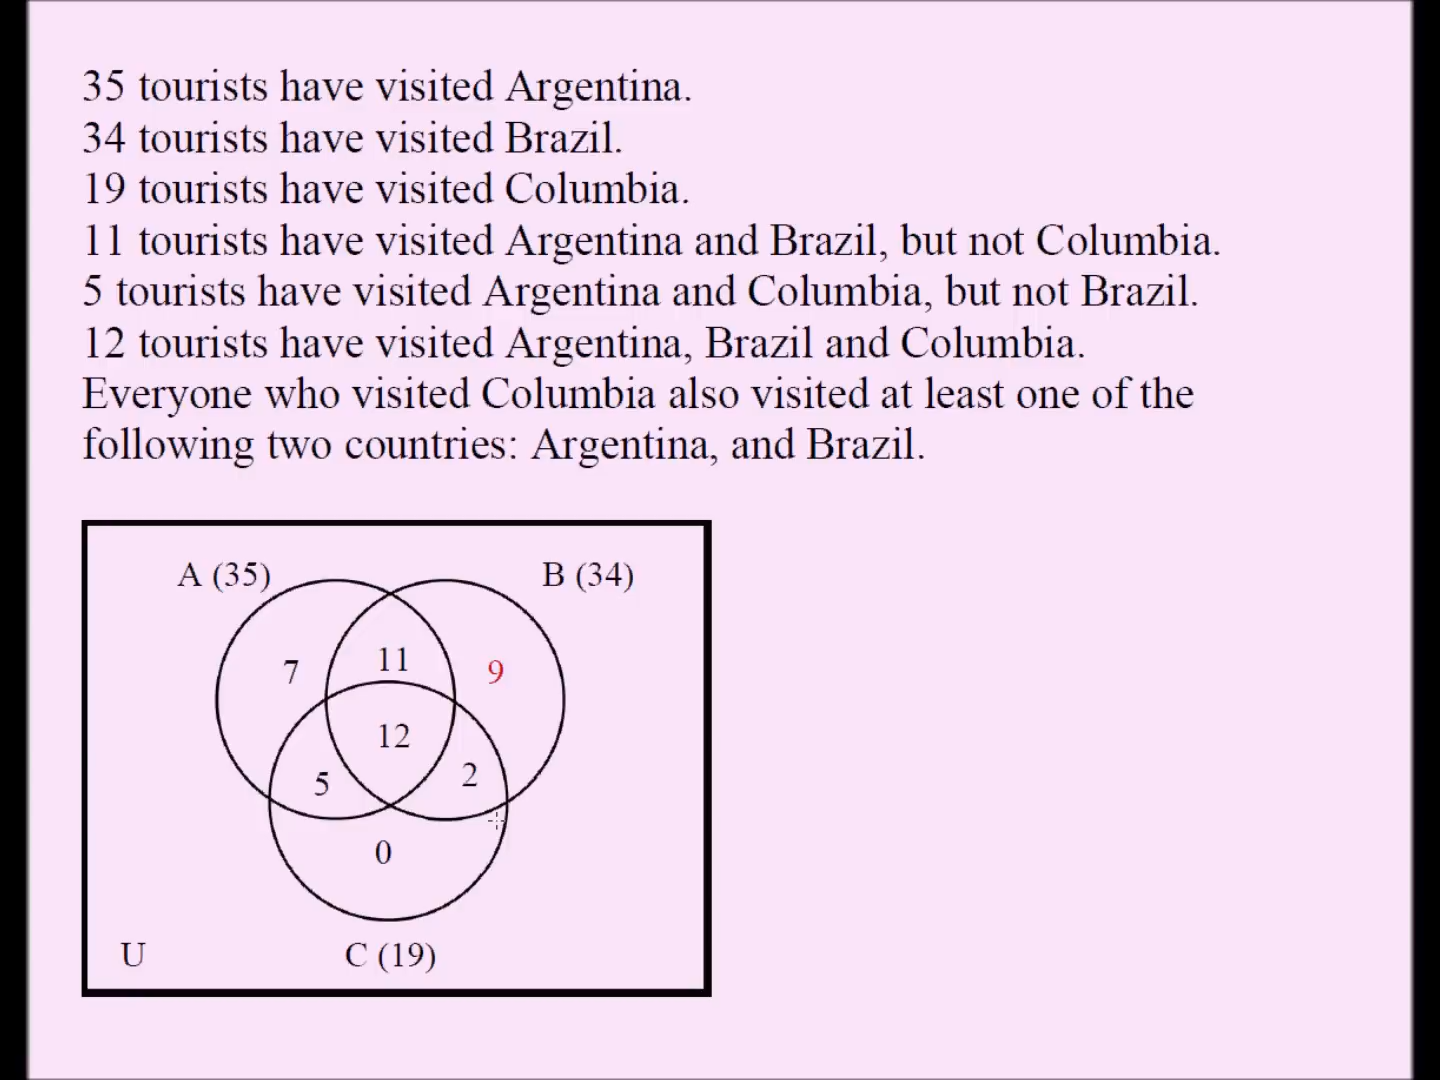 35 tourists have visited Argentina.
34 tourists have visited Brazil.
19 tourists have visited Columbia.
11 tourists have visited Argentina and Brazil, but not Columbia.
5 tourists have visited Argentina and Columbia, but not Brazil.
12 tourists have visited Argentina, Brazil and Columbia.
Everyone who visited Columbia also visited at least one of the
following two countries: Argentina, and Brazil.
A (35)
B (34)
7
11
9
12
5
2
0
U
C (19)